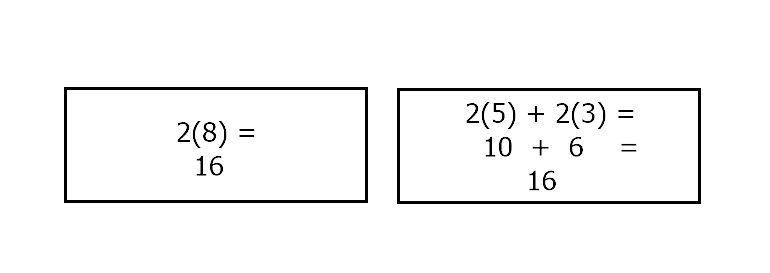 2(8) =
16
2(5) + 2(3) =
10 + 6 =
16